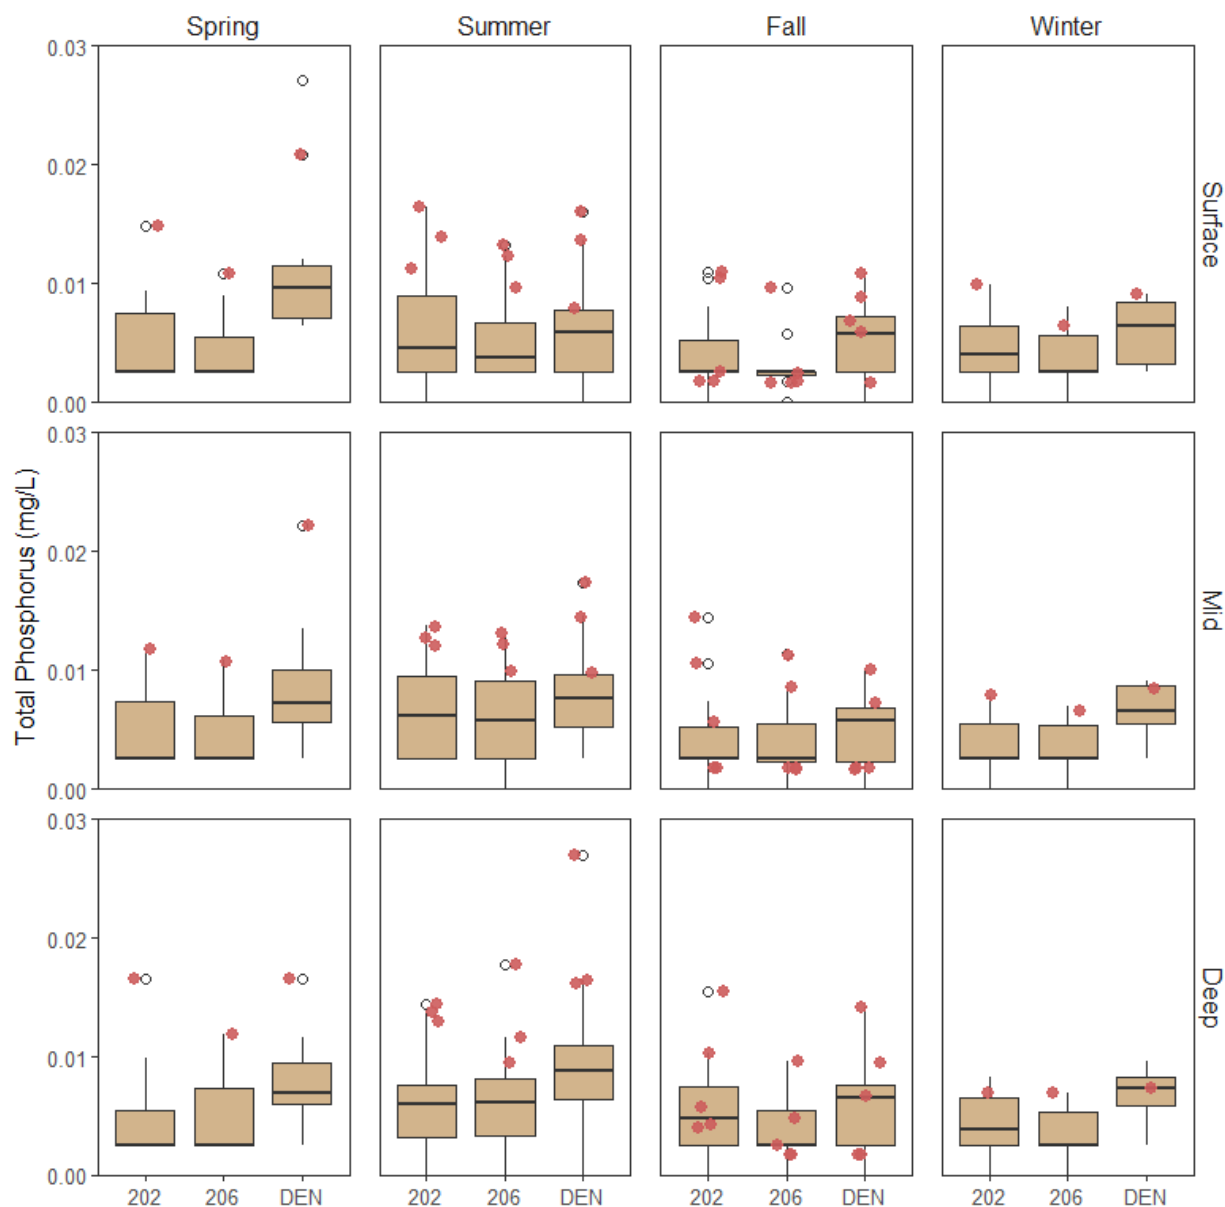 Spring Summer Fall Winter
0.03
0.02
0.01
0.00
Surface
0.03
0.02
0.01
0.00
Mid
Total Phosphorus (mg/L)
0.03
0.02
0.01
0.00
Deep
202 206 DEN 202 206 DEN 202 206 DEN 202 206 DEN